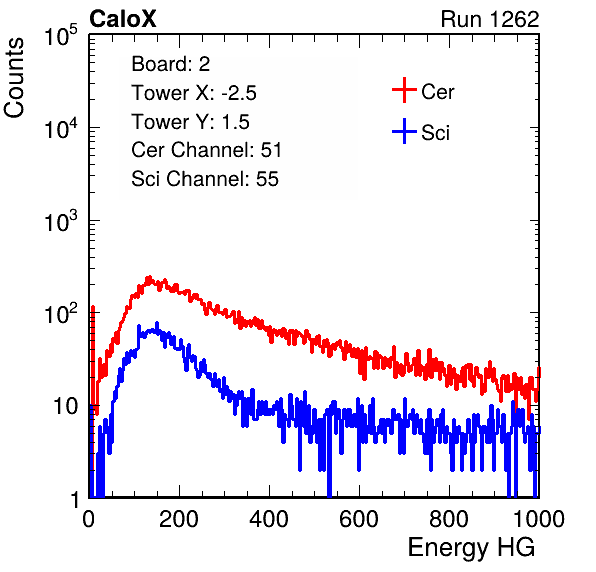 CaloX Run 1262
Counts
10^5
10^4
10^3
10^2
10
1
Board: 2
Tower X: -2.5
Tower Y: 1.5
Cer Channel: 51
Sci Channel: 55
Cer
Sci
0 200 400 600 800 1000
Energy HG